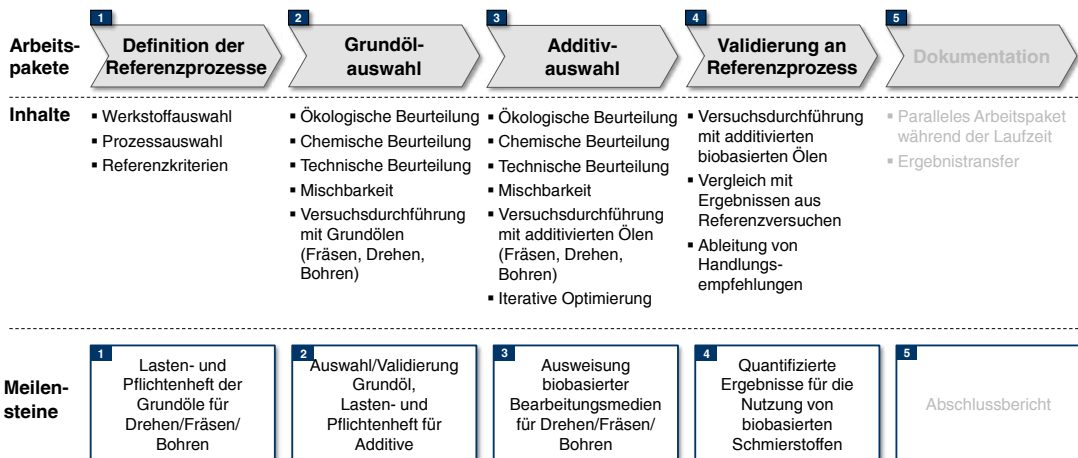 1
2
3
4
5
Arbeits-
pakete
Definition der
Referenzprozesse
Grundöl-
auswahl
Additiv-
auswahl
Validierung an
Referenzprozess
Dokumentation
Inhalte
▪ Werkstoffauswahl
▪ Prozessauswahl
▪ Referenzkriterien
▪ Ökologische Beurteilung
▪ Chemische Beurteilung
▪ Technische Beurteilung
▪ Mischbarkeit
▪ Versuchsdurchführung
mit Grundölen
(Fräsen, Drehen,
Bohren)
▪ Ökologische Beurteilung
▪ Chemische Beurteilung
▪ Technische Beurteilung
▪ Mischbarkeit
▪ Versuchsdurchführung
mit additivierten Ölen
(Fräsen, Drehen,
Bohren)
▪ Iterative Optimierung
▪ Versuchsdurchführung
mit additivierten
biobasierten Ölen
▪ Vergleich mit
Ergebnissen aus
Referenzversuchen
▪ Ableitung von
Handlungs-
empfehlungen
▪ Paralleles Arbeitspaket
während der Laufzeit
▪ Ergebnistransfer
Meilen-
steine
1
Lasten- und
Pflichtenheft der
Grundöle für
Drehen/Fräsen/
Bohren
2
Auswahl/Validierung
Grundöl,
Lasten- und
Pflichtenheft für
Additive
3
Ausweisung
biobasierter
Bearbeitungsmedien
für Drehen/Fräsen/
Bohren
4
Quantifizierte
Ergebnisse für die
Nutzung von
biobasierten
Schmierstoffen
5
Abschlussbericht